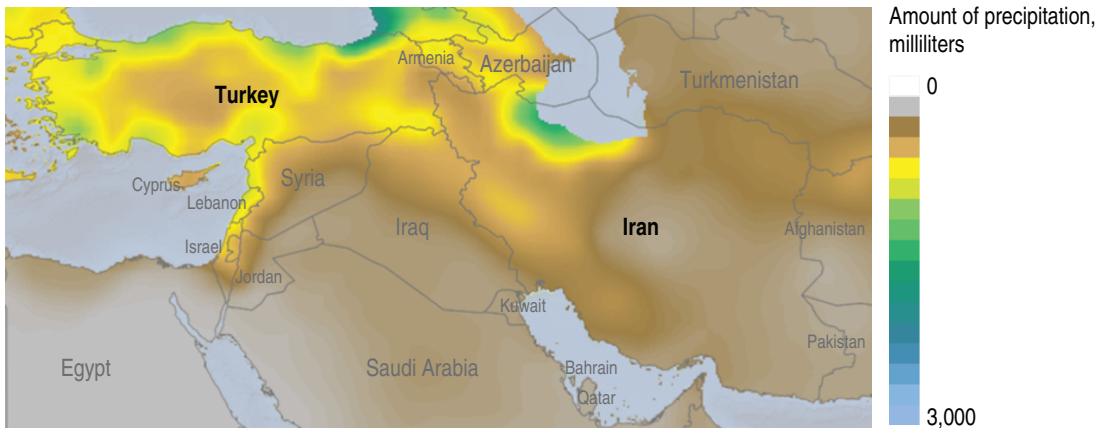 Amount of precipitation,
milliliters
0
3,000
Armenia
Azerbaijan
Turkmenistan
Turkey
Cyprus
Lebanon
Syria
Israel
Iraq
Iran
Afghanistan
Jordan
Kuwait
Pakistan
Egypt
Saudi Arabia
Bahrain
Qatar